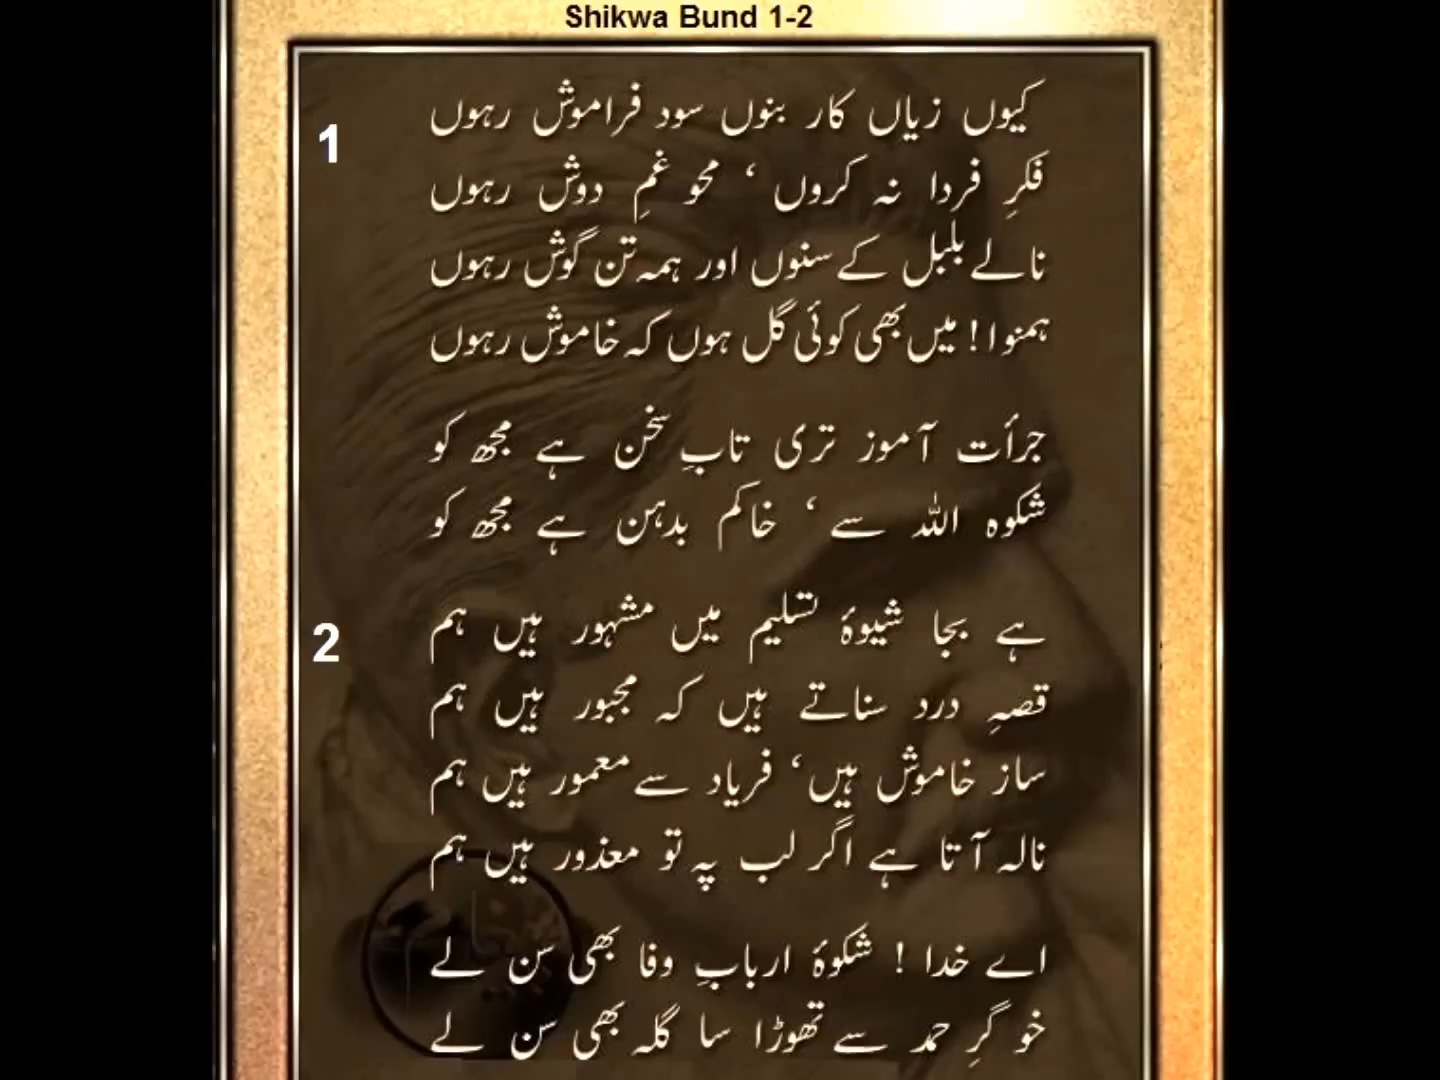 Shikwa Bund 1-2
1
کیوں زیاں کار بنوں سود فراموش رہوں
فکرِ فردا نہ کروں ‘ محو غمِ دوش رہوں
نالے بلبل کے سنوں اور ہمہ تن گوش رہوں
ہمنوا ! میں بھی کوئی گل ہوں کہ خاموش رہوں
جرأت آموز تری تابِ سخن ہے مجھ کو
شکوہ اللہ سے ‘ خاکم بدہن ہے مجھ کو
2
ہے بجا شیوۂ تسلیم میں مشہور ہیں ہم
قصہِ درد سناتے ہیں کہ مجبور ہیں ہم
ساز خاموش ہیں ‘ فریاد سے معمور ہیں ہم
نالہ آتا ہے اگر لب پہ تو معذور ہیں ہم
اے خدا ! شکوۂ اربابِ وفا بھی سن لے
خو گرِ حمد سے تھوڑا سا گلہ بھی سن لے